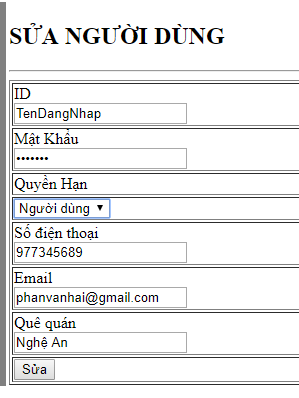 SỬA NGƯỜI DÙNG
ID
TenDangNhap
Mật Khẩu
•••••••
Quyền Hạn
Người dùng
Số điện thoại
977345689
Email
phanvanhai@gmail.com
Quê quán
Nghệ An
Sửa